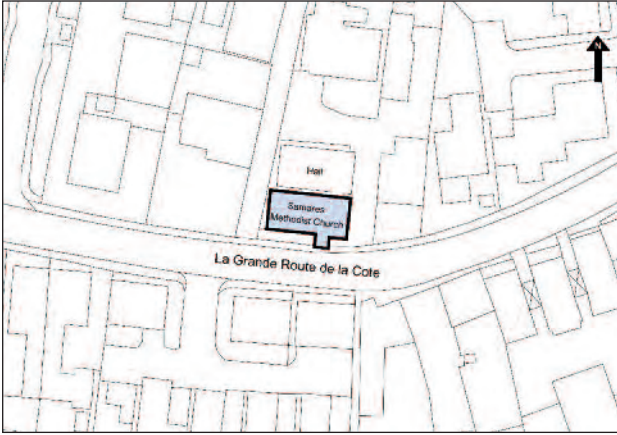 N
Hall
Samares
Methodist Church
La Grande Route de la Cote